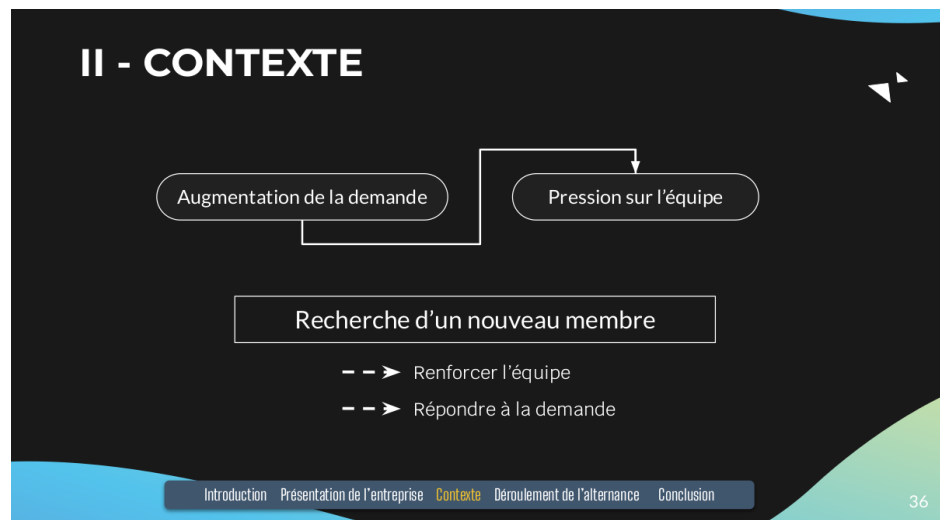 II - CONTEXTE
Augmentation de la demande
Pression sur l'équipe
Recherche d'un nouveau membre
Renforcer l'équipe
Répondre à la demande
Introduction Présentation de l'entreprise Contexte Déroulement de l'alternance Conclusion
36